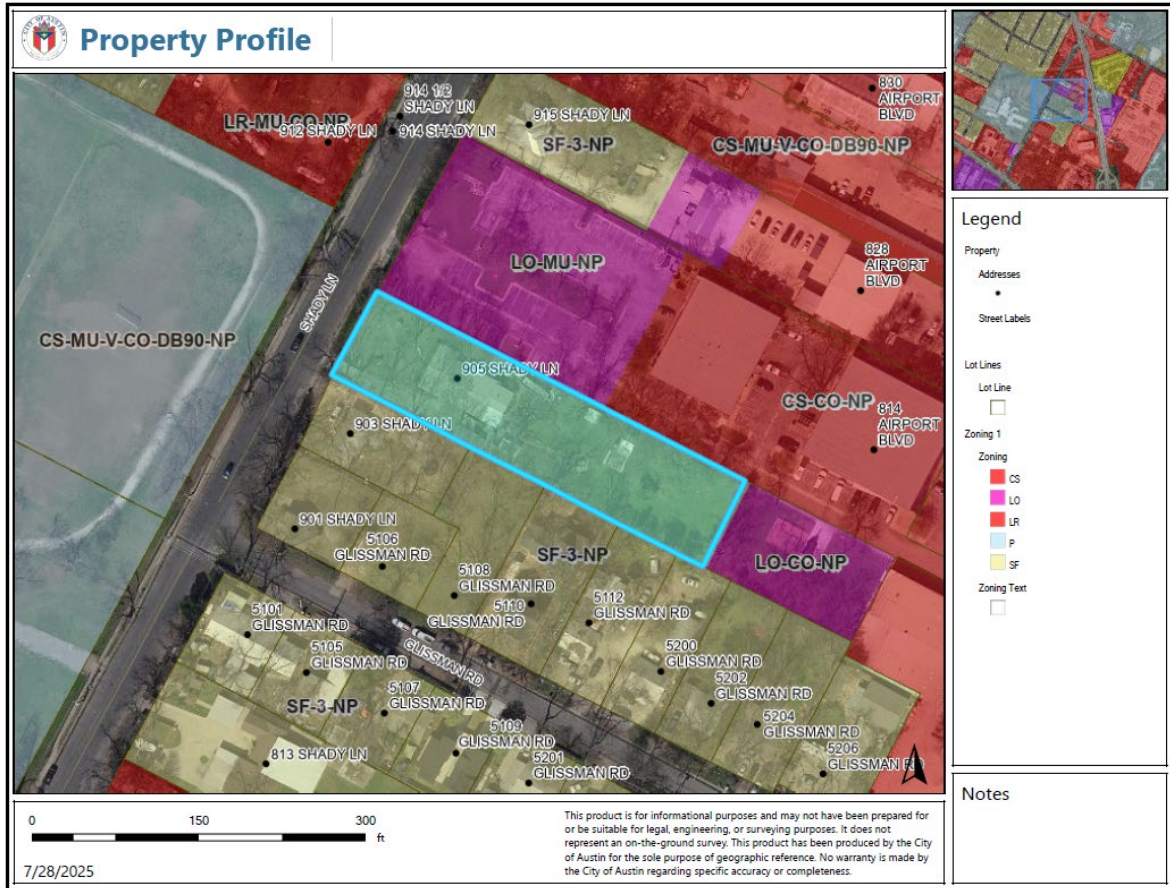 Property Profile
914 1/2
SHADY LN
830
AIRPORT
BLVD
LR-MU-CO-NP
912 SHADY LN
914 SHADY LN
915 SHADY LN
SF-3-NP
CS-MU-V-CO-DB90-NP
LO-MU-NP
828
AIRPORT
BLVD
SHADY LN
CS-MU-V-CO-DB90-NP
905 SHADY LN
CS-CO-NP
814
AIRPORT
BLVD
903 SHADY LN
901 SHADY LN
5106
GLISSMAN RD
SF-3-NP
LO-CO-NP
5108
GLISSMAN RD
5110
GLISSMAN RD
5112
GLISSMAN RD
5101
GLISSMAN RD
GLISSMAN RD
5200
GLISSMAN RD
5105
GLISSMAN RD
5202
GLISSMAN RD
SF-3-NP
5107
GLISSMAN RD
5204
GLISSMAN RD
5109
GLISSMAN RD
5206
GLISSMAN RD
813 SHADY LN
5201
GLISSMAN RD
Legend
Property
Addresses
Street Labels
Lot Lines
Lot Line
Zoning 1
Zoning
CS
LO
LR
P
SF
Zoning Text
Notes
0 150 300
ft
7/28/2025
This product is for informational purposes and may not have been prepared for
or be suitable for legal, engineering, or surveying purposes. It does not
represent an on-the-ground survey. This product has been produced by the City
of Austin for the sole purpose of geographic reference. No warranty is made by
the City of Austin regarding specific accuracy or completeness.